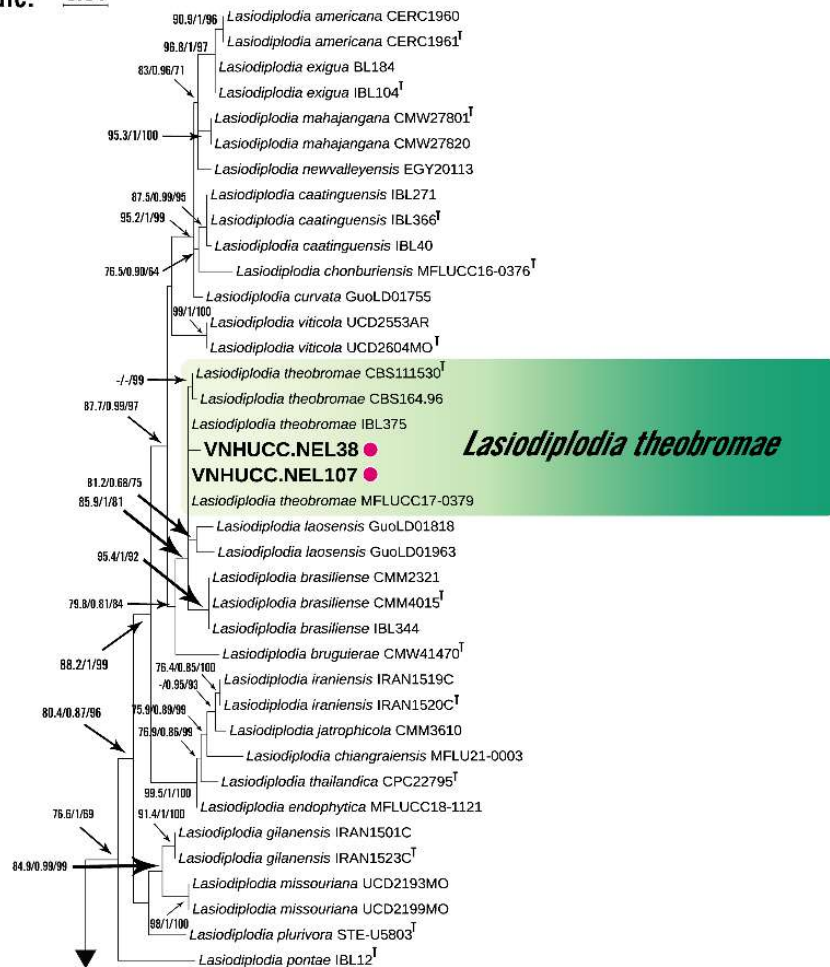 90.9/1/96
Lasiodiplodia americana CERC1960
96.8/1/97
Lasiodiplodia americana CERC1961T
83/0.96/71
Lasiodiplodia exigua BL184
Lasiodiplodia exigua IBL104T
Lasiodiplodia mahajangana CMW27801T
95.3/1/100
Lasiodiplodia mahajangana CMW27820
Lasiodiplodia newvalleyensis EGY20113
87.5/0.99/95
Lasiodiplodia caatinguensis IBL271
95.2/1/99
Lasiodiplodia caatinguensis IBL366T
Lasiodiplodia caatinguensis IBL40
76.5/0.90/64
Lasiodiplodia chonburiensis MFLUCC16-0376T
Lasiodiplodia curvata GuoLD01755
99/1/100
Lasiodiplodia viticola UCD2553AR
Lasiodiplodia viticola UCD2604MOT
-/-/99
Lasiodiplodia theobromae CBS111530T
Lasiodiplodia theobromae CBS164.96
87.7/0.99/97
Lasiodiplodia theobromae IBL375
VNHUCC.NEL38
Lasiodiplodia theobromae
VNHUCC.NEL107
81.2/0.68/75
85.9/1/81
Lasiodiplodia theobromae MFLUCC17-0379
Lasiodiplodia laosensis GuoLD01818
95.4/1/92
Lasiodiplodia laosensis GuoLD01963
Lasiodiplodia brasiliense CMM2321
79.8/0.81/84
Lasiodiplodia brasiliense CMM4015T
Lasiodiplodia brasiliense IBL344
Lasiodiplodia bruguierae CMW41470T
88.2/1/99
76.4/0.85/100
Lasiodiplodia iraniensis IRAN1519C
-/0.95/93
Lasiodiplodia iraniensis IRAN1520CT
80.4/0.87/96
75.9/0.89/99
Lasiodiplodia jatrophicola CMM3610
76.9/0.86/99
Lasiodiplodia chiangraiensis MFLU21-0003
Lasiodiplodia thailandica CPC22795T
99.5/1/100
Lasiodiplodia endophytica MFLUCC18-1121
76.6/1/69
91.4/1/100
Lasiodiplodia gilanensis IRAN1501C
Lasiodiplodia gilanensis IRAN1523CT
84.9/0.99/99
Lasiodiplodia missouriana UCD2193MO
Lasiodiplodia missouriana UCD2199MO
98/1/100
Lasiodiplodia plurivora STE-U5803T
Lasiodiplodia pontae IBL12T